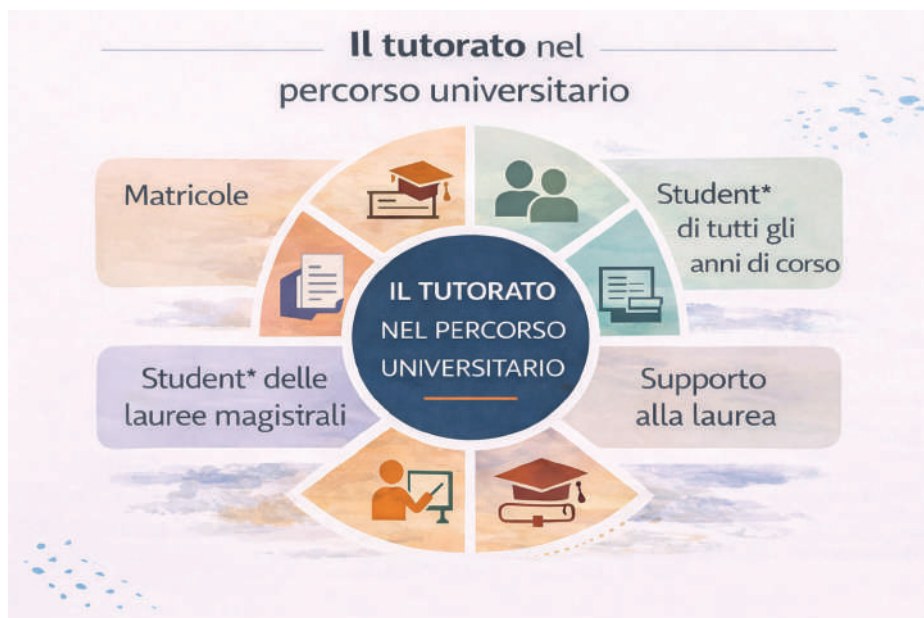 Il tutorato nel
percorso universitario
Matricole
Student*
di tutti gli
anni di corso
IL TUTORATO
NEL PERCORSO
UNIVERSITARIO
Student* delle
lauree magistrali
Supporto
alla laurea